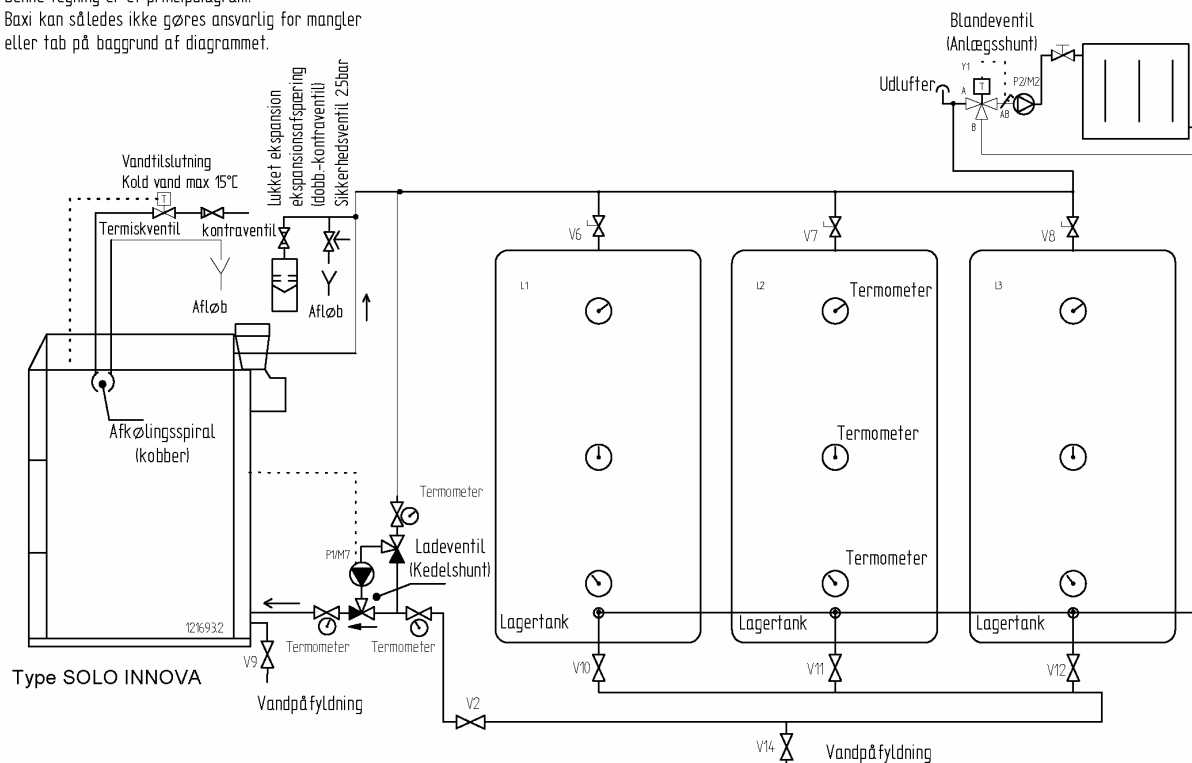 Baxi kan således ikke gøres ansvarlig for mangler
eller tab på baggrund af diagrammet.
Blandeventil
(Anlægsshunt)
Y1
T
P2/M2
Udlufter
A
AB
B
Lukket ekspansion
ekspansionsafspæring
(dobb.-kontraventil)
Sikkerhedsventil 2.5bar
Vandtilslutning
Kold vand max 15°C
T
Termiskventil
kontraventil
Afløb
Afløb
V6
V7
V8
L1
L2
L3
Termometer
Afkølingsspiral
(kobber)
Termometer
Termometer
P1/M7
Ladeventil
(Kedelshunt)
Termometer
Lagertank
Lagertank
Lagertank
121693.2
Termometer
Termometer
V9
V10
V11
V12
Type SOLO INNOVA
Vandpåfyldning
V2
V14
Vandpåfyldning